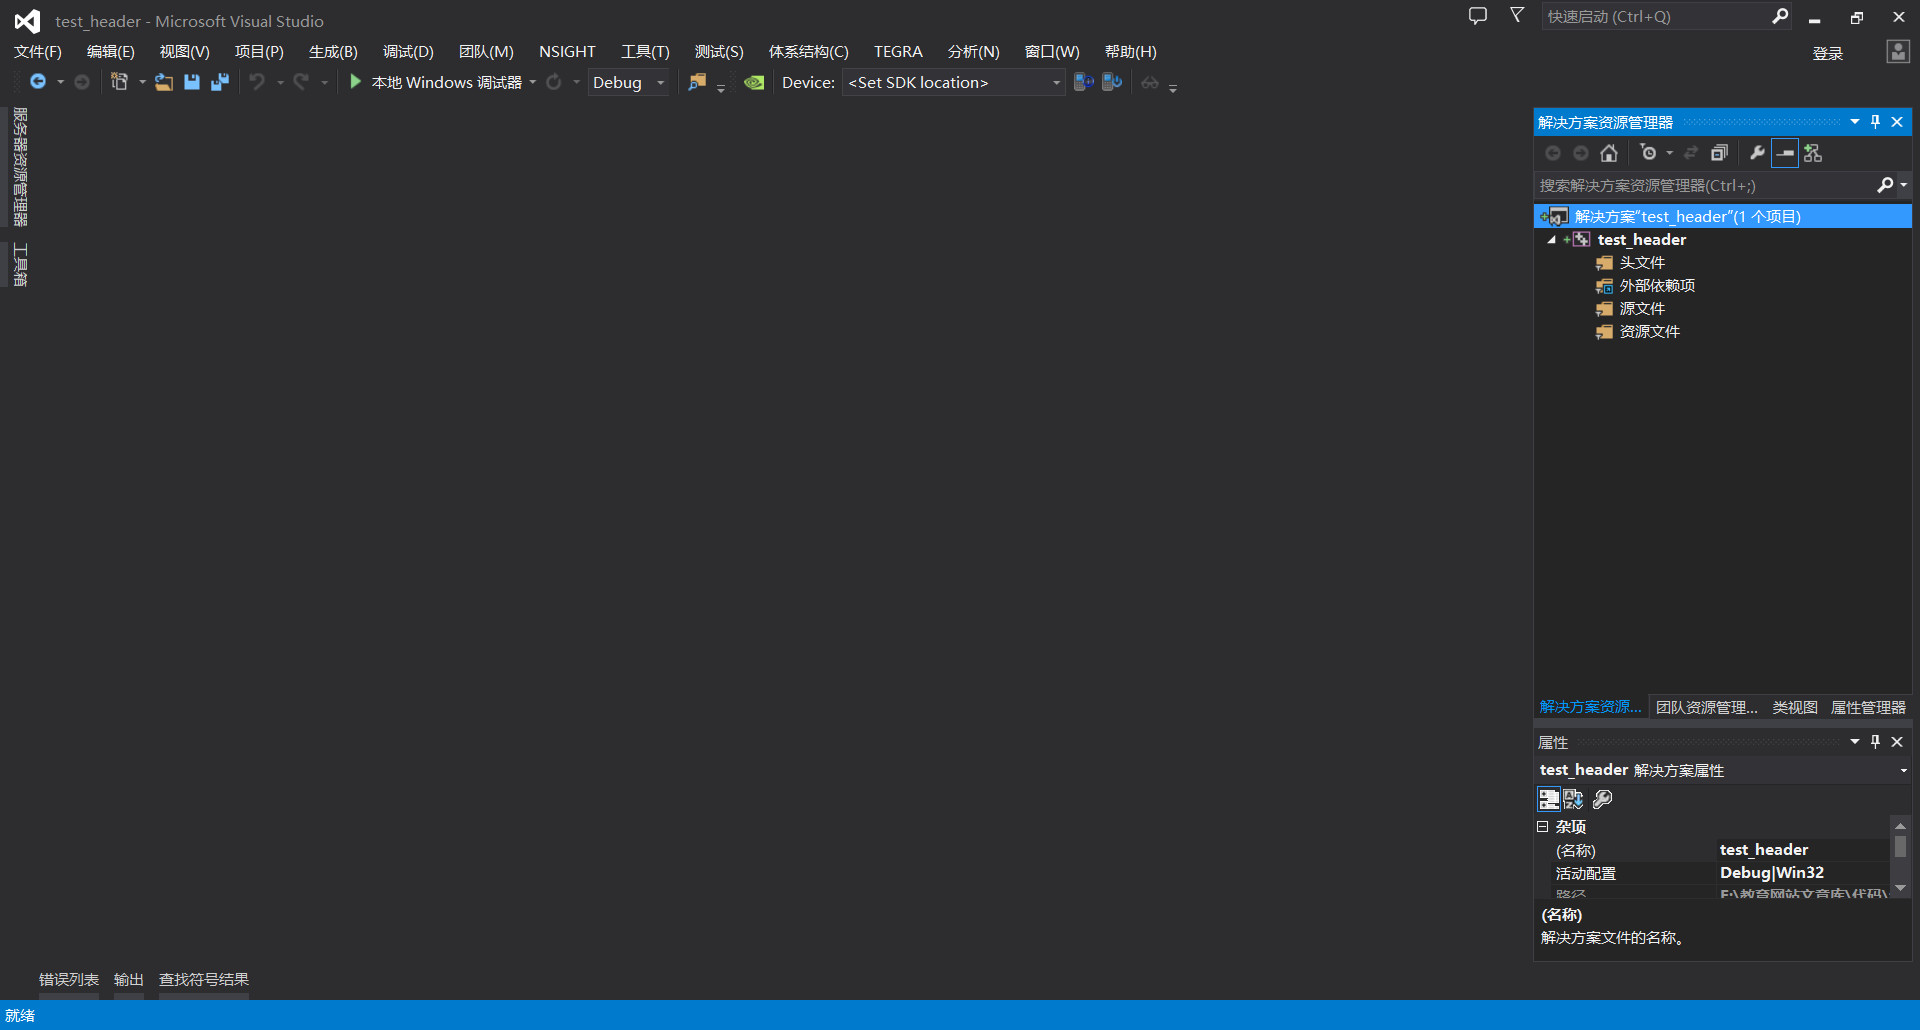 test_header - Microsoft Visual Studio
快速启动 (Ctrl+Q)
文件(F) 编辑(E) 视图(V) 项目(P) 生成(B) 调试(D) 团队(M) NSIGHT 工具(T) 测试(S) 体系结构(C) TEGRA 分析(N) 窗口(W) 帮助(H)
登录
本地 Windows 调试器 Debug Device: <Set SDK location>
服务器资源管理器
工具箱
解决方案资源管理器
搜索解决方案资源管理器(Ctrl+;)
解决方案"test_header"(1 个项目)
test_header
头文件
外部依赖项
源文件
资源文件
解决方案资源... 团队资源管理... 类视图 属性管理器
属性
test_header 解决方案属性
杂项
(名称) test_header
活动配置 Debug|Win32
路径 F:\教育网站文章库\代码\
(名称)
解决方案文件的名称。
错误列表 输出 查找符号结果
就绪